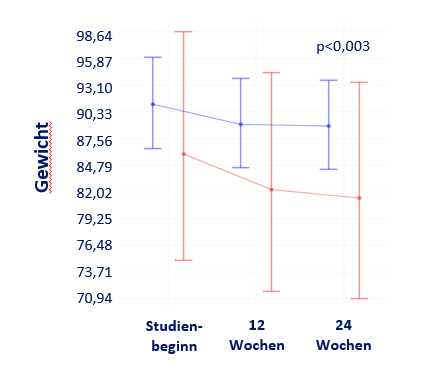 98,64
p<0,003
95,87
93,10
90,33
87,56
84,79
82,02
79,25
76,48
73,71
70,94
Gewicht
Studien-
beginn
12
Wochen
24
Wochen